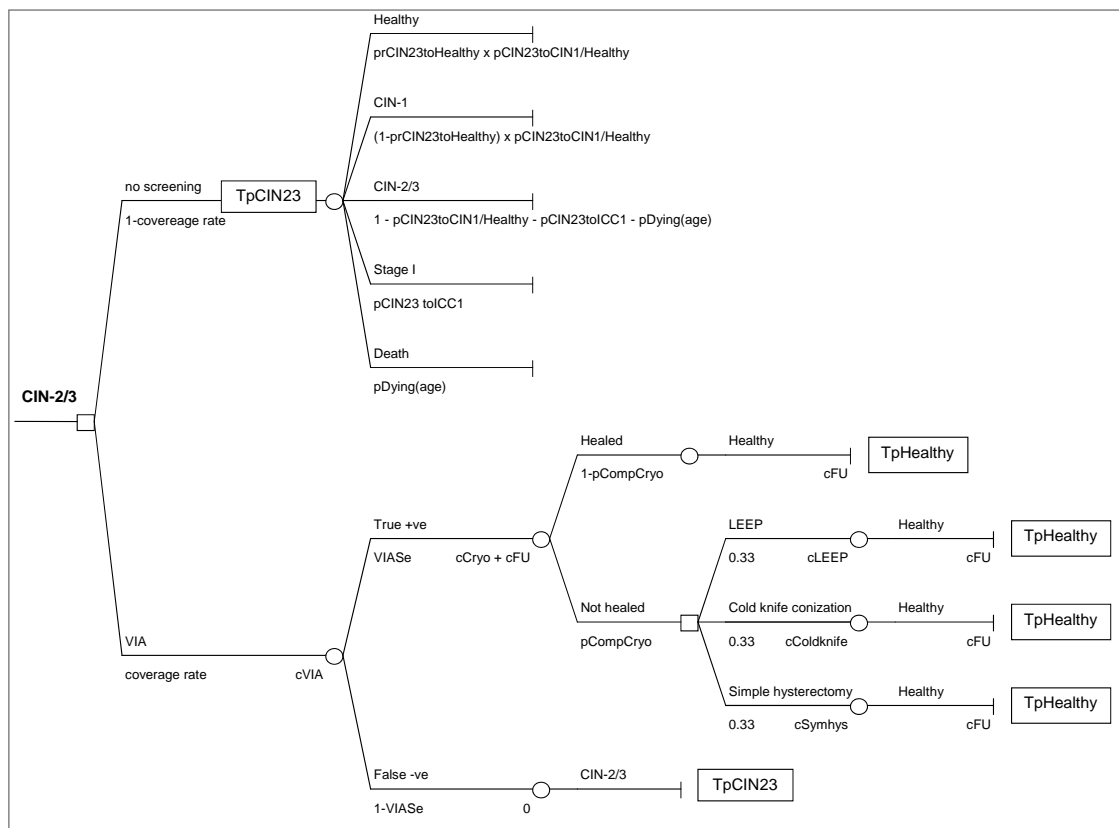 Healthy
prCIN23toHealthy x pCIN23toCIN1/Healthy
CIN-1
(1-prCIN23toHealthy) x pCIN23toCIN1/Healthy
no screening
TpCIN23
CIN-2/3
1-covereage rate
1 - pCIN23toCIN1/Healthy - pCIN23toICC1 - pDying(age)
Stage I
pCIN23 toICC1
Death
pDying(age)
CIN-2/3
Healed
Healthy
TpHealthy
1-pCompCryo
cFU
True +ve
LEEP
Healthy
TpHealthy
VIASe
cCryo + cFU
0.33
cLEEP
cFU
Not healed
Cold knife conization
Healthy
TpHealthy
pCompCryo
0.33
cColdknife
cFU
VIA
coverage rate
cVIA
Simple hysterectomy
Healthy
TpHealthy
0.33
cSymhys
cFU
False -ve
CIN-2/3
TpCIN23
1-VIASe
0